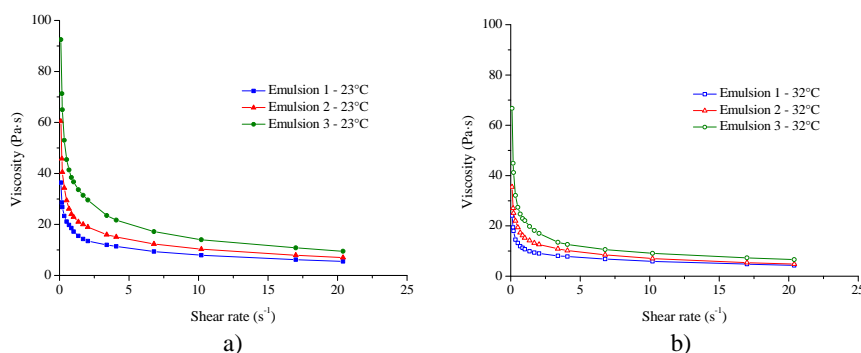 100
80
60
40
20
0
Viscosity (Pa·s)
Emulsion 1 - 23°C
Emulsion 2 - 23°C
Emulsion 3 - 23°C
0 5 10 15 20 25
Shear rate (s⁻¹)
a)
100
80
60
40
20
0
Viscosity (Pa·s)
Emulsion 1 - 32°C
Emulsion 2 - 32°C
Emulsion 3 - 32°C
0 5 10 15 20 25
Shear rate (s⁻¹)
b)